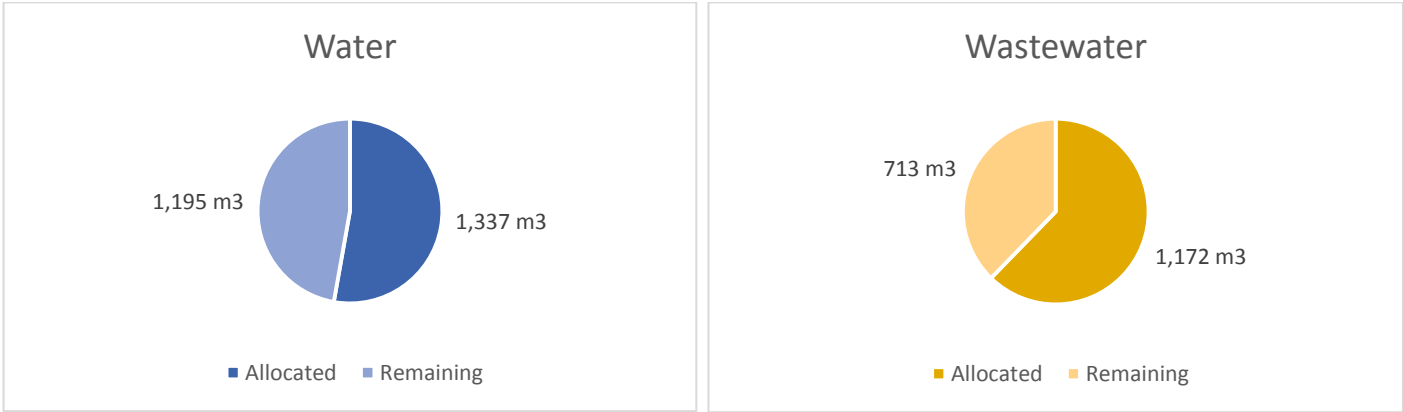 Water
1,195 m3
1,337 m3
Allocated Remaining
Wastewater
713 m3
1,172 m3
Allocated Remaining